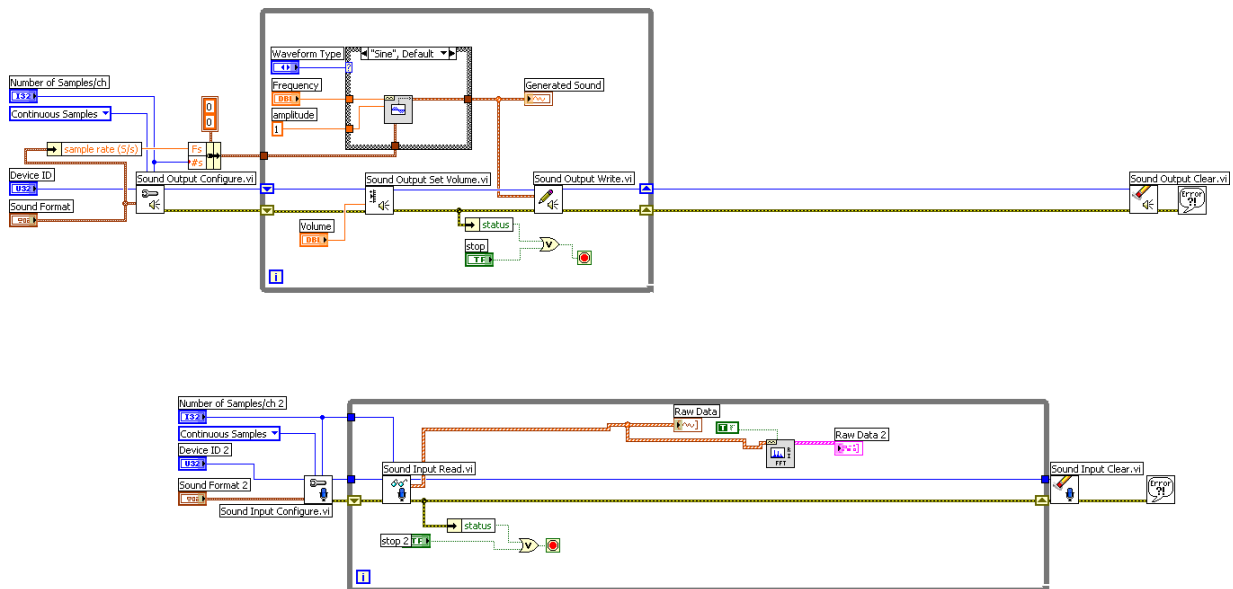 Waveform Type
"Sine", Default
?
Frequency
DBL
amplitude
1
Generated Sound
Number of Samples/ch
I32
Continuous Samples
0
0
sample rate (S/s)
Fs
#s
Device ID
U32
Sound Format
Sound Output Configure.vi
Sound Output Set Volume.vi
Sound Output Write.vi
Sound Output Clear.vi
Error
?!
Volume
DBL
status
V
stop
TF
i
Number of Samples/ch 2
I32
Continuous Samples
Device ID 2
U32
Sound Format 2
Sound Input Configure.vi
Sound Input Read.vi
Raw Data
T F
Raw Data 2
R
I
FFT
Sound Input Clear.vi
Error
?!
status
stop 2
TF
V
i